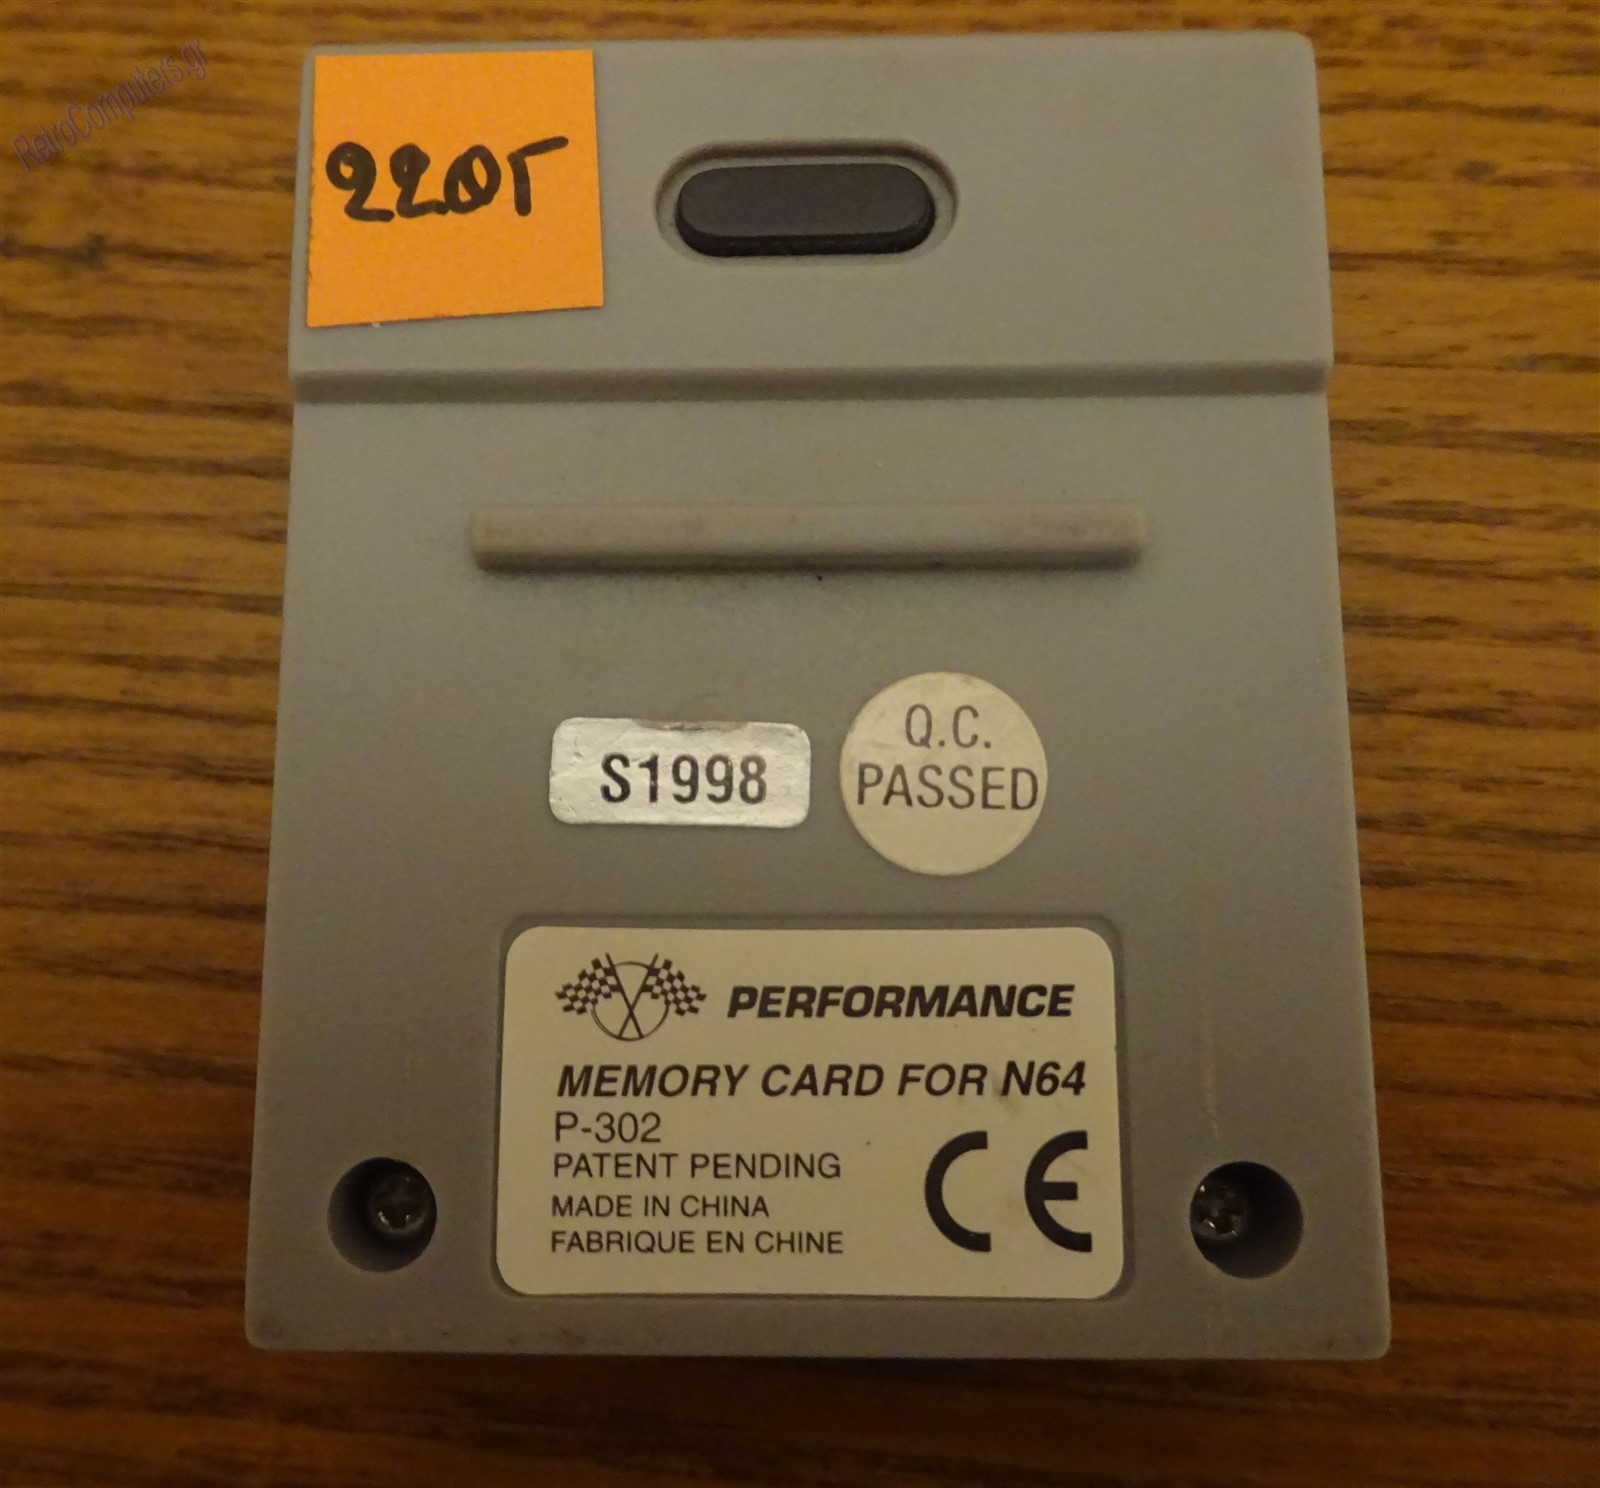 RetroComputers.gr
220Γ
S1998
Q.C.
PASSED
PERFORMANCE
MEMORY CARD FOR N64
P-302
PATENT PENDING
MADE IN CHINA
FABRIQUE EN CHINE
CE